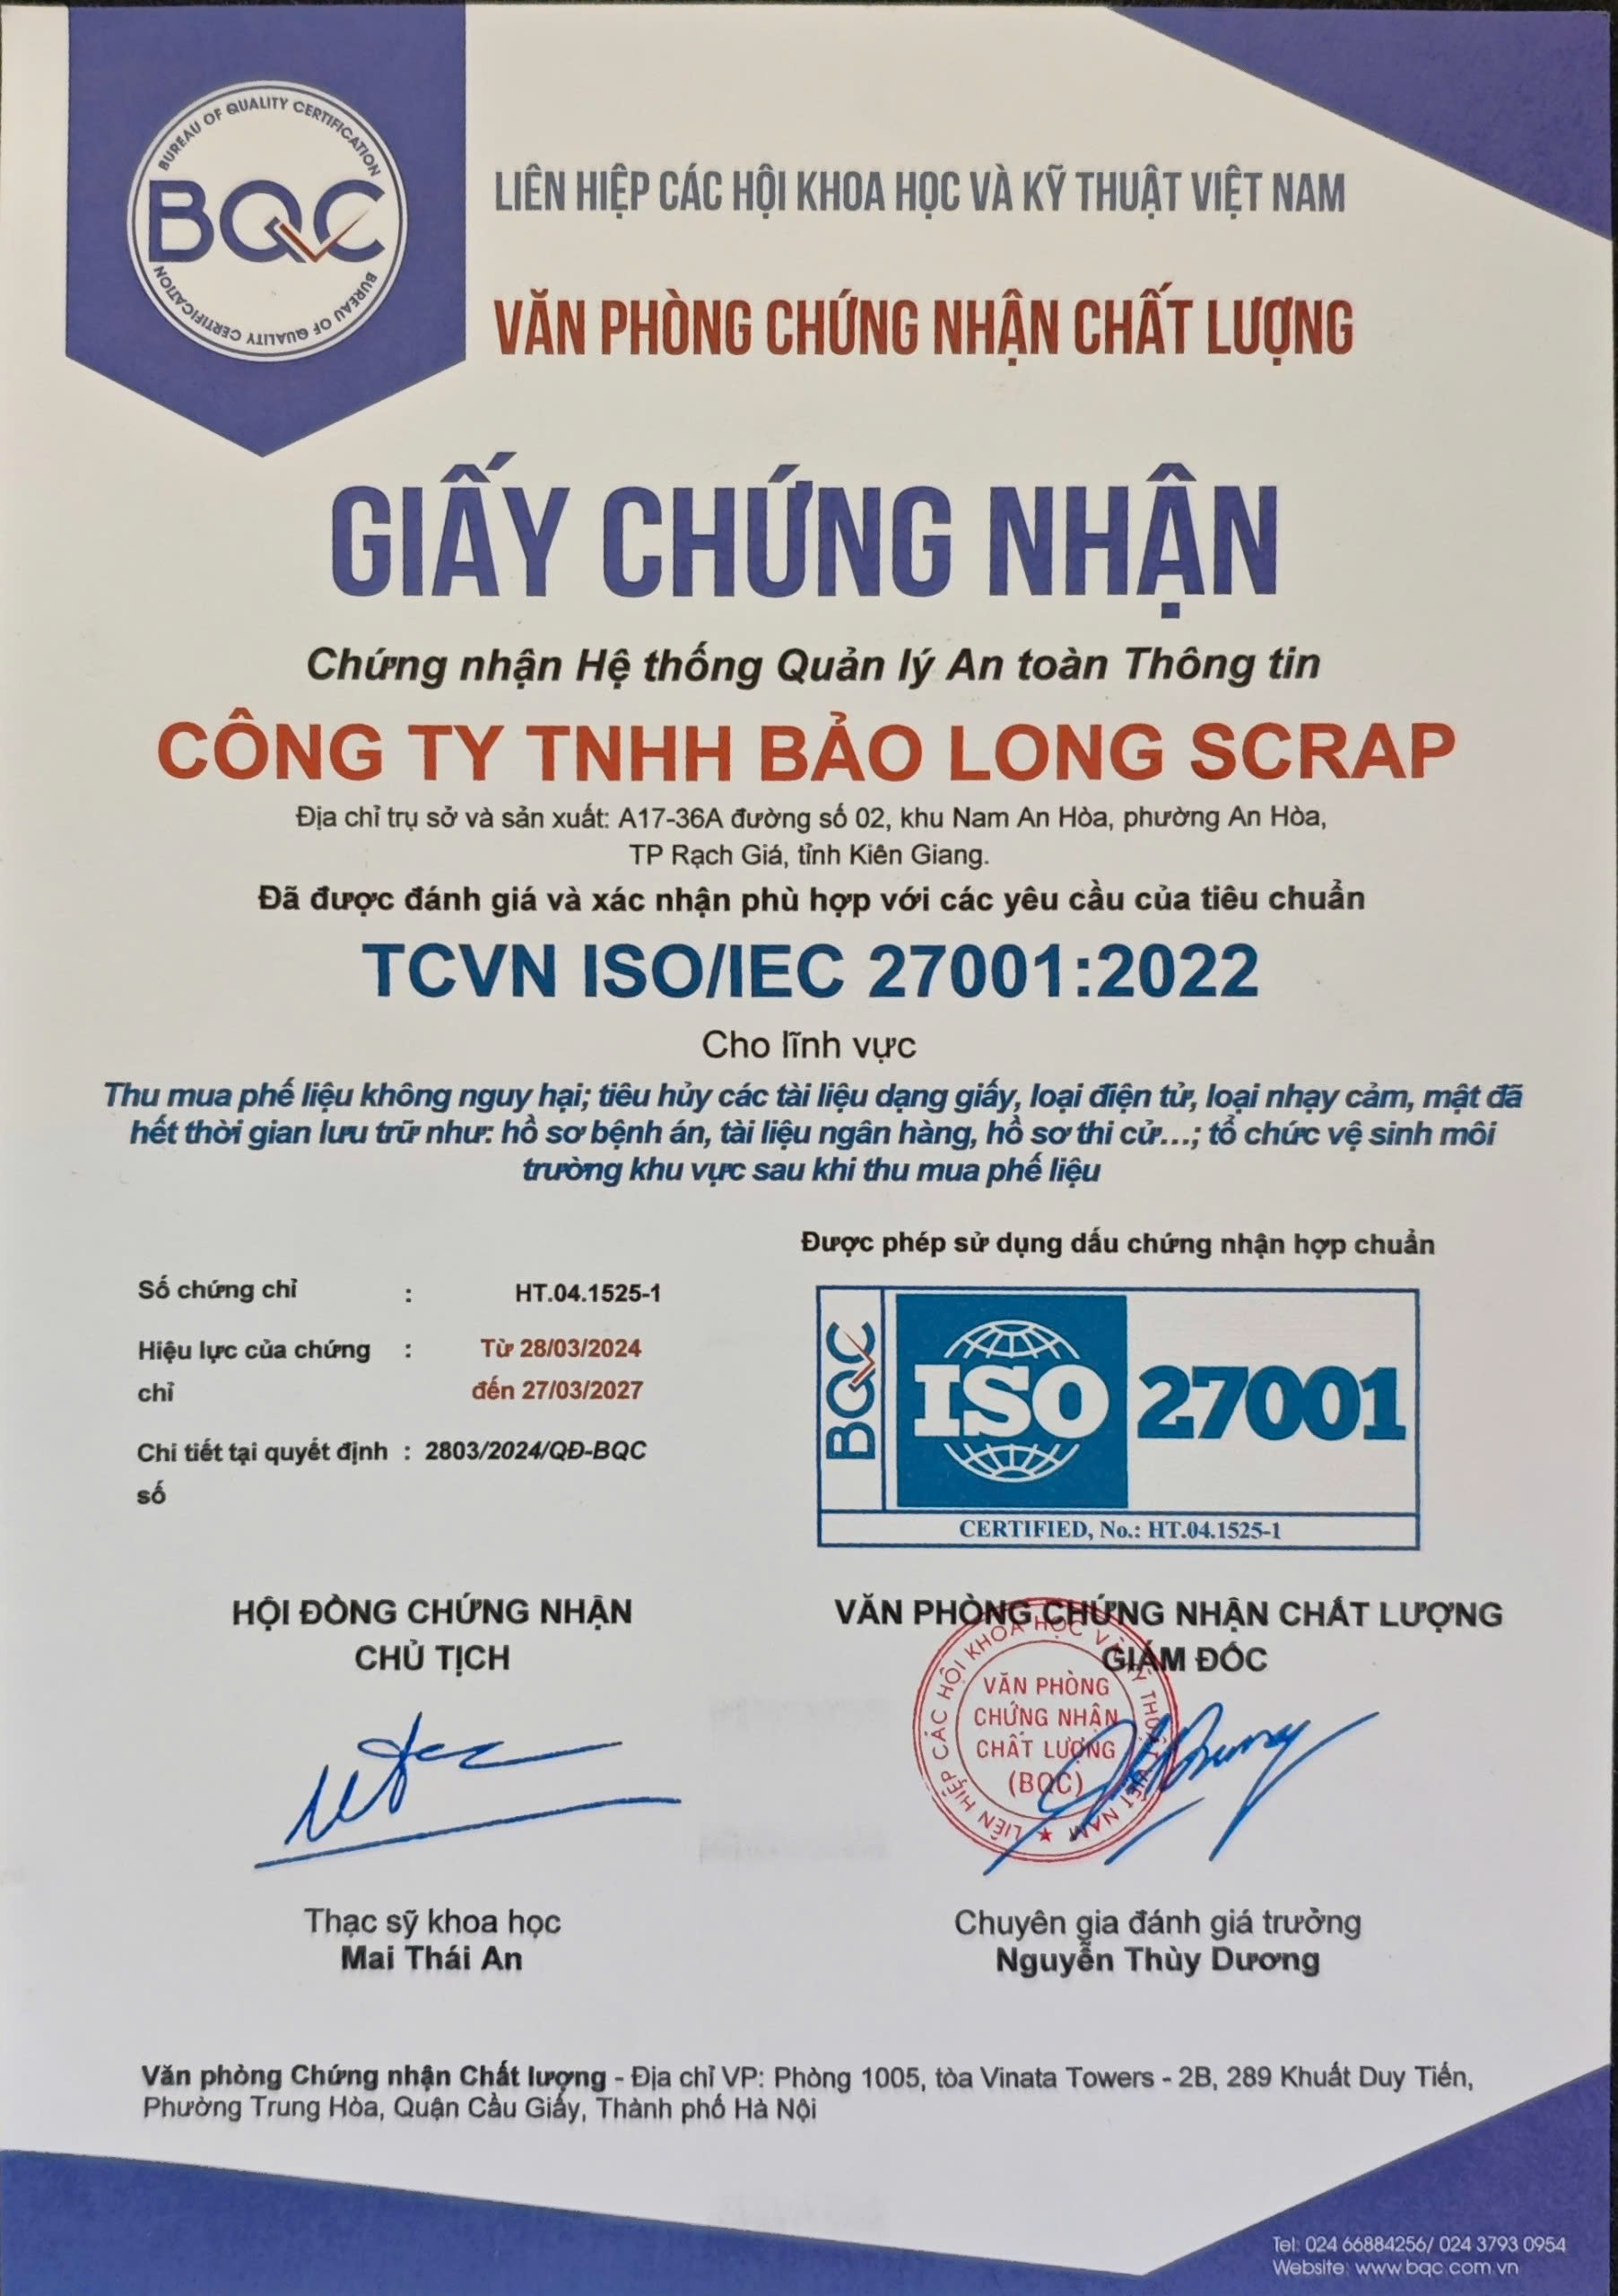 BUREAU OF QUALITY CERTIFICATION
BQC
BUREAU OF QUALITY CERTIFICATION
LIÊN HIỆP CÁC HỘI KHOA HỌC VÀ KỸ THUẬT VIỆT NAM
VĂN PHÒNG CHỨNG NHẬN CHẤT LƯỢNG
GIẤY CHỨNG NHẬN
Chứng nhận Hệ thống Quản lý An toàn Thông tin
CÔNG TY TNHH BẢO LONG SCRAP
Địa chỉ trụ sở và sản xuất: A17-36A đường số 02, khu Nam An Hòa, phường An Hòa,
TP Rạch Giá, tỉnh Kiên Giang.
Đã được đánh giá và xác nhận phù hợp với các yêu cầu của tiêu chuẩn
TCVN ISO/IEC 27001:2022
Cho lĩnh vực
Thu mua phế liệu không nguy hại; tiêu hủy các tài liệu dạng giấy, loại điện tử, loại nhạy cảm, mật đã
hết thời gian lưu trữ như: hồ sơ bệnh án, tài liệu ngân hàng, hồ sơ thi cử...; tổ chức vệ sinh môi
trường khu vực sau khi thu mua phế liệu
Số chứng chỉ : HT.04.1525-1
Hiệu lực của chứng : Từ 28/03/2024
chỉ đến 27/03/2027
Chi tiết tại quyết định : 2803/2024/QĐ-BQC
số
Được phép sử dụng dấu chứng nhận hợp chuẩn
BQC
ISO 27001
CERTIFIED, No.: HT.04.1525-1
HỘI ĐỒNG CHỨNG NHẬN
CHỦ TỊCH
Thạc sỹ khoa học
Mai Thái An
VĂN PHÒNG CHỨNG NHẬN CHẤT LƯỢNG
GIÁM ĐỐC
LIÊN HIỆP CÁC HỘI KHOA HỌC VÀ KỸ THUẬT VIỆT NAM
VĂN PHÒNG
CHỨNG NHẬN
CHẤT LƯỢNG
(BQC)
Chuyên gia đánh giá trưởng
Nguyễn Thùy Dương
Văn phòng Chứng nhận Chất lượng - Địa chỉ VP: Phòng 1005, tòa Vinata Towers - 2B, 289 Khuất Duy Tiến,
Phường Trung Hòa, Quận Cầu Giấy, Thành phố Hà Nội
Tel: 024 66884256/ 024 3793 0954
Website: www.bqc.com.vn